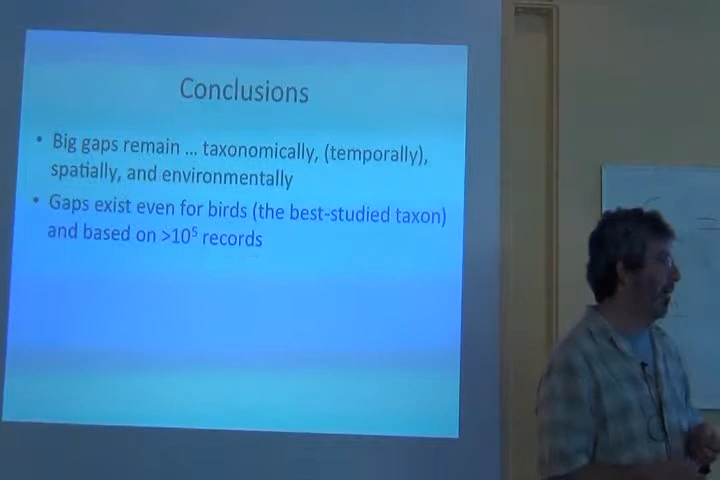 Conclusions
• Big gaps remain ... taxonomically, (temporally),
spatially, and environmentally
• Gaps exist even for birds (the best-studied taxon)
and based on >10⁵ records